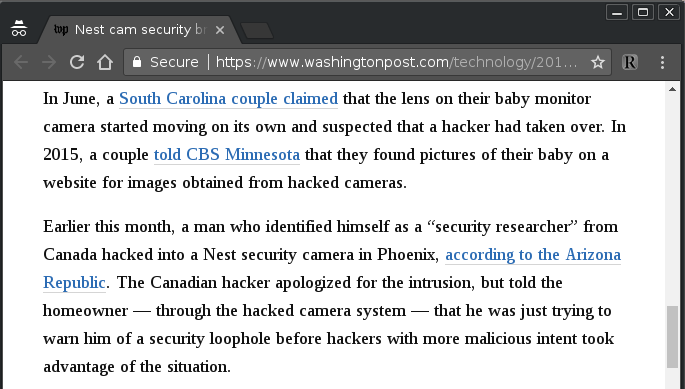 Nest cam security br
Secure | https://www.washingtonpost.com/technology/201...
In June, a South Carolina couple claimed that the lens on their baby monitor
camera started moving on its own and suspected that a hacker had taken over. In
2015, a couple told CBS Minnesota that they found pictures of their baby on a
website for images obtained from hacked cameras.
Earlier this month, a man who identified himself as a “security researcher” from
Canada hacked into a Nest security camera in Phoenix, according to the Arizona
Republic. The Canadian hacker apologized for the intrusion, but told the
homeowner — through the hacked camera system — that he was just trying to
warn him of a security loophole before hackers with more malicious intent took
advantage of the situation.